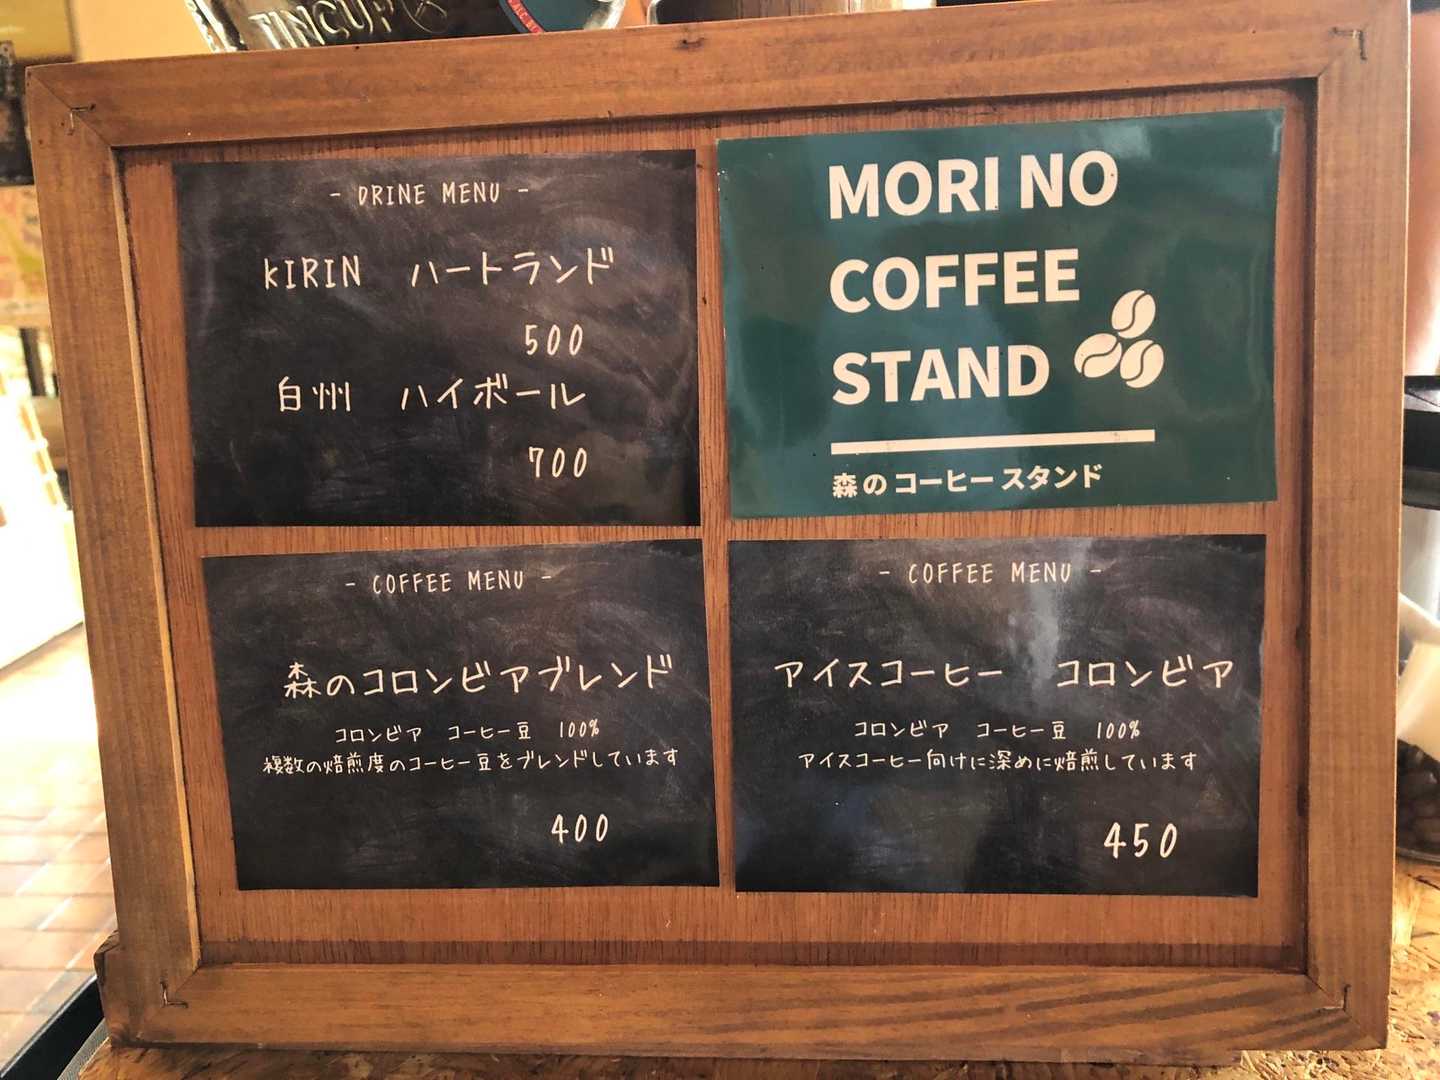 TINCUP
- DRINE MENU -
KIRIN ハートランド
500
白州 ハイボール
700
MORI NO
COFFEE
STAND
森のコーヒースタンド
- COFFEE MENU -
森のコロンビアブレンド
コロンビア コーヒー豆 100%
複数の焙煎度のコーヒー豆をブレンドしています
400
- COFFEE MENU -
アイスコーヒー コロンビア
コロンビア コーヒー豆 100%
アイスコーヒー向けに深めに焙煎しています
450